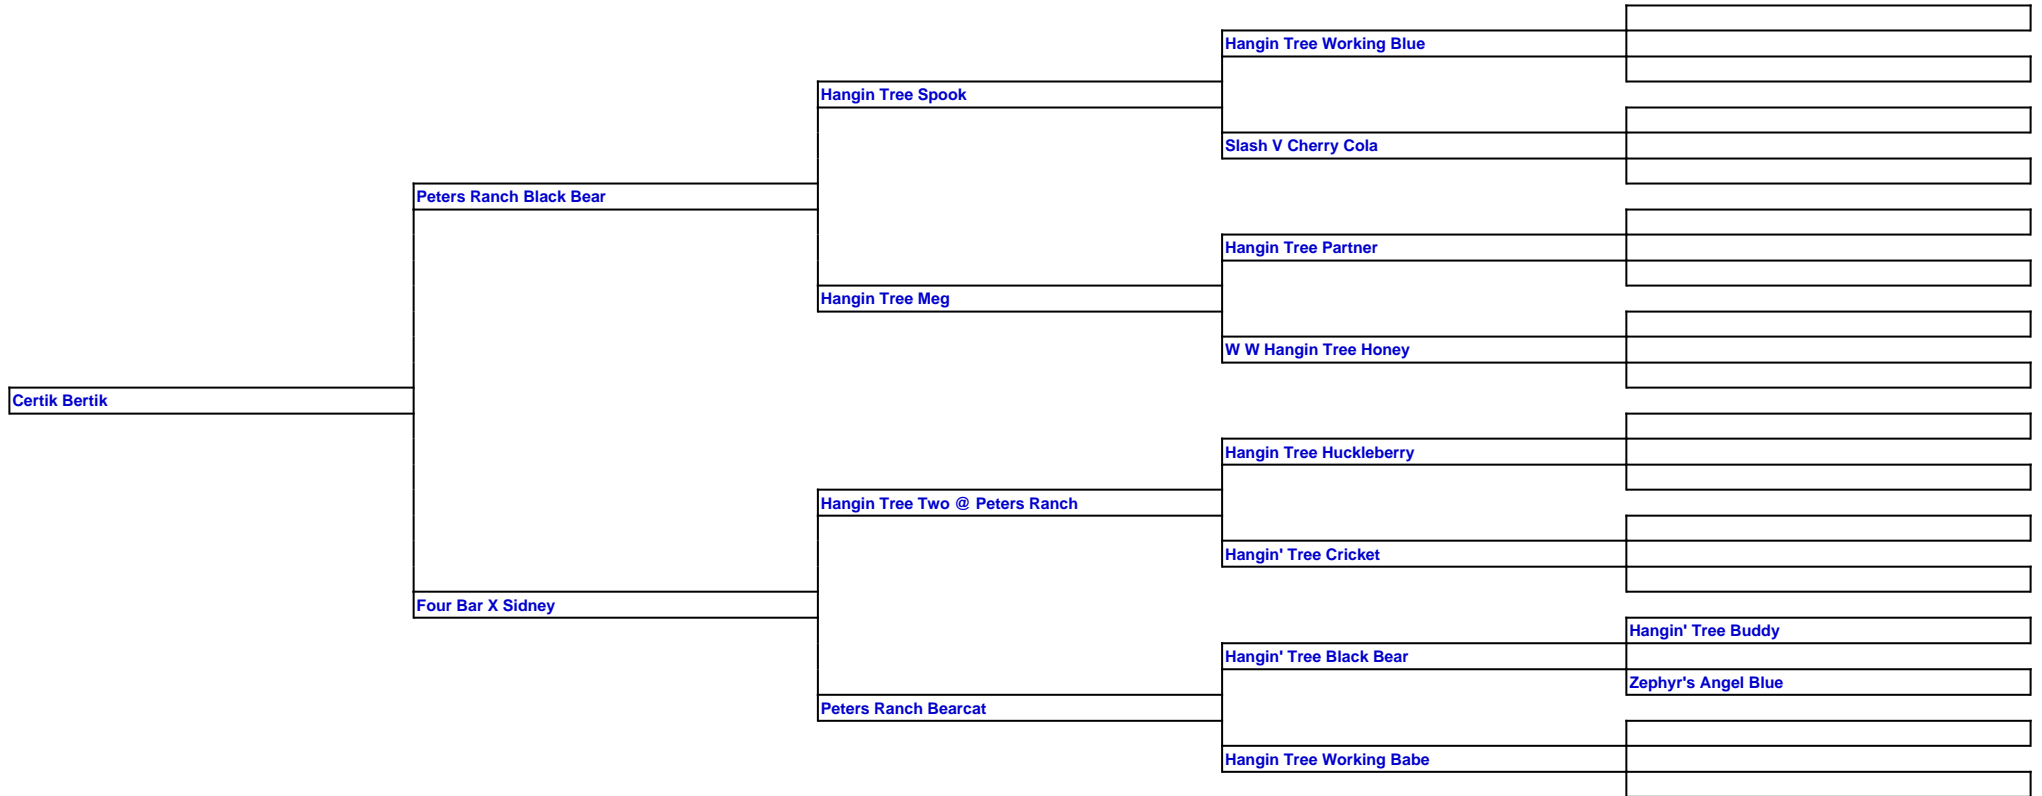 Hangin Tree Working Blue
Hangin Tree Spook
Slash V Cherry Cola
Peters Ranch Black Bear
Hangin Tree Partner
Hangin Tree Meg
W W Hangin Tree Honey
Certik Bertik
Hangin Tree Huckleberry
Hangin Tree Two @ Peters Ranch
Hangin' Tree Cricket
Four Bar X Sidney
Hangin' Tree Buddy
Hangin' Tree Black Bear
Zephyr's Angel Blue
Peters Ranch Bearcat
Hangin Tree Working Babe